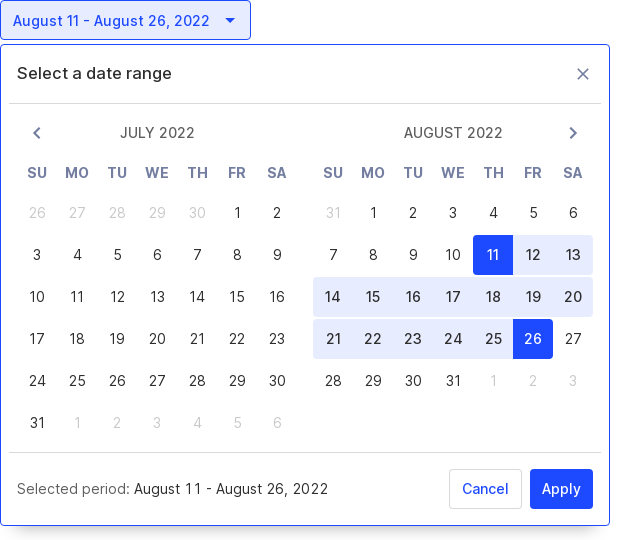 August 11 - August 26, 2022
Select a date range
JULY 2022
SU MO TU WE TH FR SA
26 27 28 29 30 1 2
3 4 5 6 7 8 9
10 11 12 13 14 15 16
17 18 19 20 21 22 23
24 25 26 27 28 29 30
31 1 2 3 4 5 6
AUGUST 2022
SU MO TU WE TH FR SA
31 1 2 3 4 5 6
7 8 9 10 11 12 13
14 15 16 17 18 19 20
21 22 23 24 25 26 27
28 29 30 31 1 2 3
Selected period: August 11 - August 26, 2022
Cancel
Apply